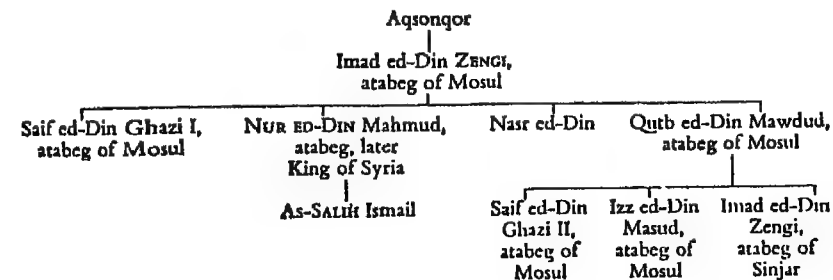 Aqsonqor
Imad ed-Din ZENGI,
atabeg of Mosul
Saif ed-Din Ghazi I,
atabeg of Mosul
NUR ED-DIN Mahmud,
atabeg, later
King of Syria
Nasr ed-Din
Qutb ed-Din Mawdud,
atabeg of Mosul
AS-SALIH Ismail
Saif ed-Din
Ghazi II,
atabeg of
Mosul
Izz ed-Din
Masud,
atabeg of
Mosul
Imad ed-Din
Zengi,
atabeg of
Sinjar